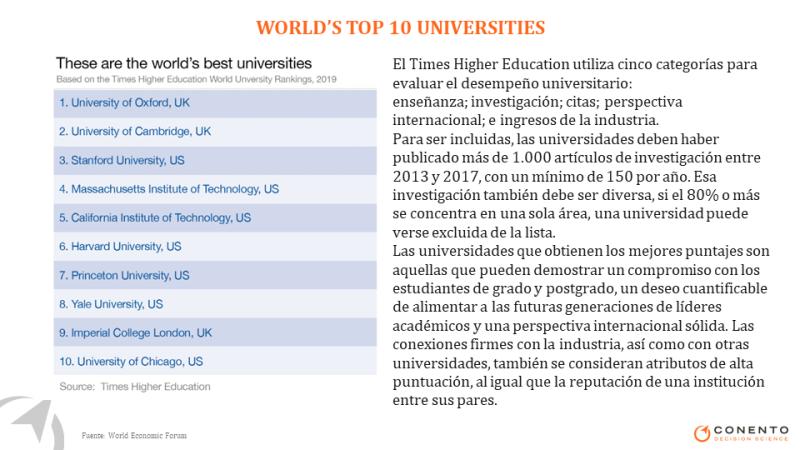 WORLD'S TOP 10 UNIVERSITIES
These are the world's best universities
Based on the Times Higher Education World Unversity Rankings, 2019
1. University of Oxford, UK
2. University of Cambridge, UK
3. Stanford University, US
4. Massachusetts Institute of Technology, US
5. California Institute of Technology, US
6. Harvard University, US
7. Princeton University, US
8. Yale University, US
9. Imperial College London, UK
10. University of Chicago, US
Source: Times Higher Education
El Times Higher Education utiliza cinco categorías para
evaluar el desempeño universitario:
enseñanza; investigación; citas; perspectiva
internacional; e ingresos de la industria.
Para ser incluidas, las universidades deben haber
publicado más de 1.000 artículos de investigación entre
2013 y 2017, con un mínimo de 150 por año. Esa
investigación también debe ser diversa, si el 80% o más
se concentra en una sola área, una universidad puede
verse excluida de la lista.
Las universidades que obtienen los mejores puntajes son
aquellas que pueden demostrar un compromiso con los
estudiantes de grado y postgrado, un deseo cuantificable
de alimentar a las futuras generaciones de líderes
académicos y una perspectiva internacional sólida. Las
conexiones firmes con la industria, así como con otras
universidades, también se consideran atributos de alta
puntuación, al igual que la reputación de una institución
entre sus pares.
Fuente: World Economic Forum
CONENTO
DECISION SCIENCE